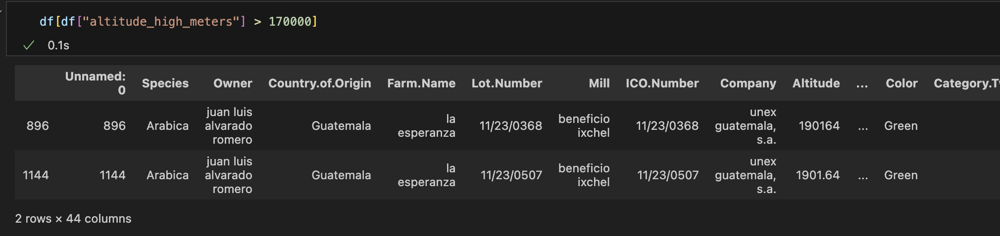 df[df["altitude_high_meters"] > 170000]
0.1s
Unnamed: 0 Species Owner Country.of.Origin Farm.Name Lot.Number Mill ICO.Number Company Altitude ... Color
896 896 Arabica juan luis alvarado romero Guatemala la esperanza 11/23/0368 beneficio ixchel 11/23/0368 unex guatemala, s.a. 190164 ... Green
1144 1144 Arabica juan luis alvarado romero Guatemala la esperanza 11/23/0507 beneficio ixchel 11/23/0507 unex guatemala, s.a. 1901.64 ... Green
2 rows × 44 columns